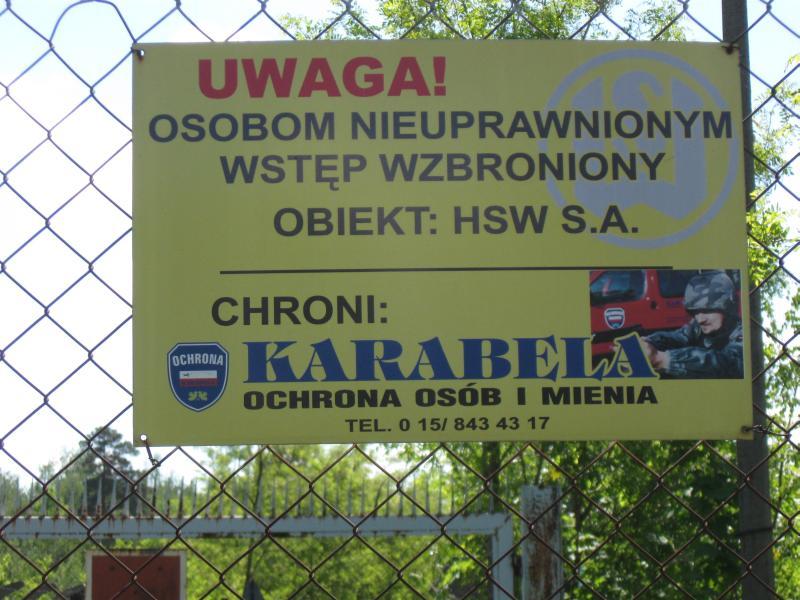 UWAGA!
OSOBOM NIEUPRAWNIONYM
WSTĘP WZBRONIONY
OBIEKT: HSW S.A.
CHRONI:
OCHRONA
KARABELA
OCHRONA OSÓB I MIENIA
TEL. 0 15/ 843 43 17